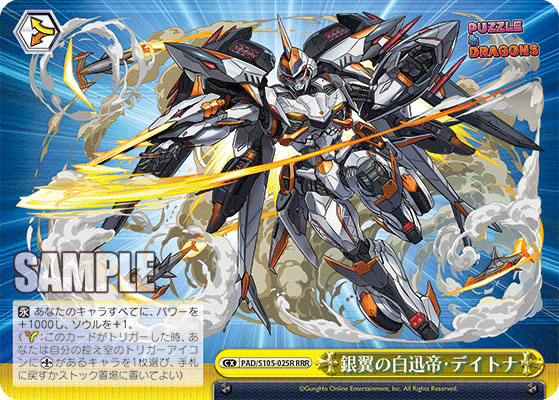 PUZZLE
&
DRAGONS
SAMPLE
永 あなたのキャラすべてに、パワーを
+1000し、ソウルを+1。
( :このカードがトリガーした時、あ
なたは自分の控え室のトリガーアイコ
ンに があるキャラを1枚選び、手札
に戻すかストック置場に置いてよい)
CX PAD/S105-025R RRR
銀翼の白迅帝・デイトナ
©GungHo Online Entertainment, Inc. All Rights Reserved.